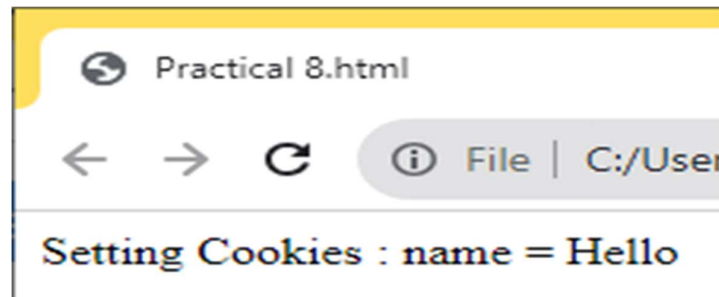 Practical 8.html
File | C:/User
Setting Cookies : name = Hello